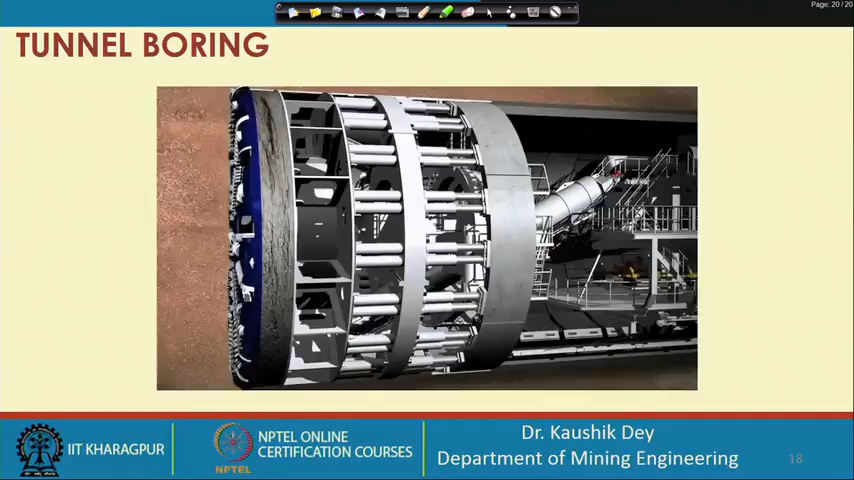 Page: 20 / 20
TUNNEL BORING
IIT KHARAGPUR
NPTEL
NPTEL ONLINE
CERTIFICATION COURSES
Dr. Kaushik Dey
Department of Mining Engineering
18